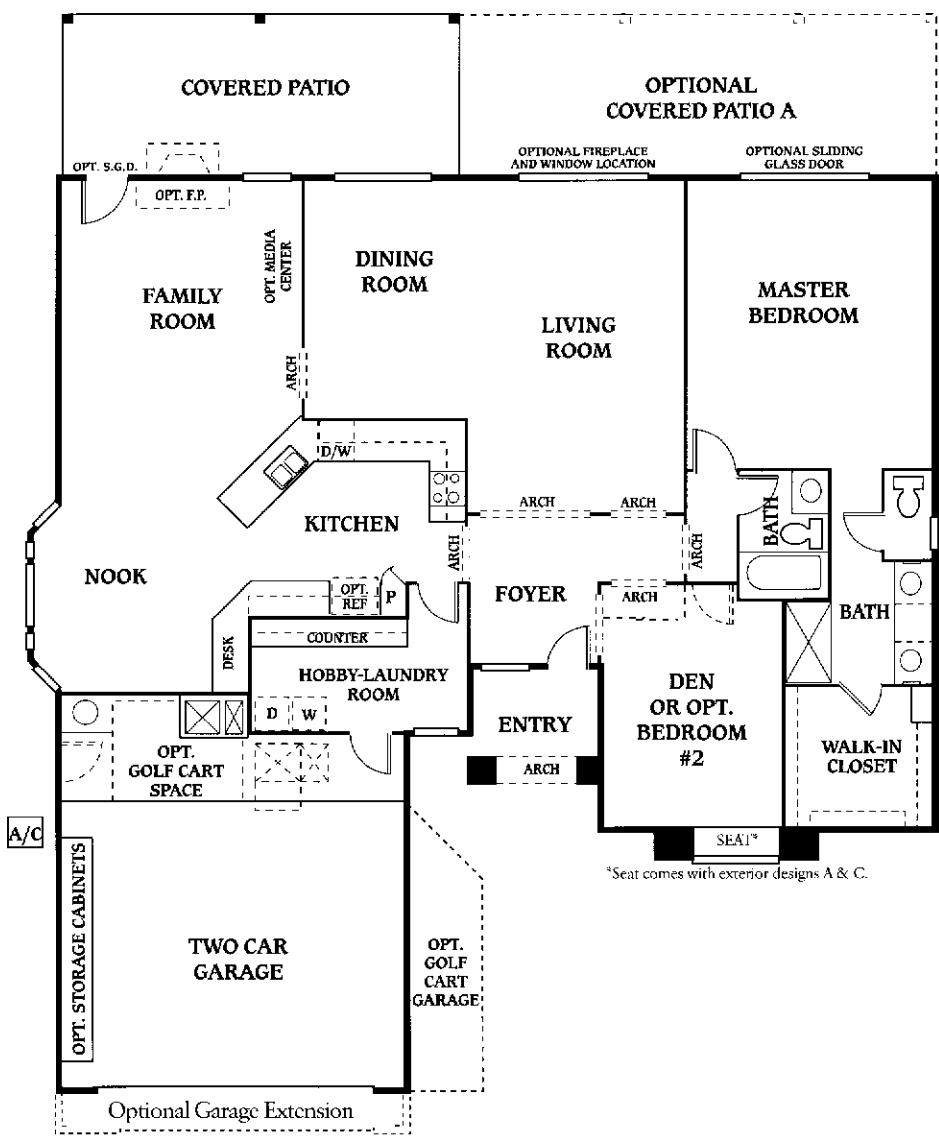 COVERED PATIO
OPTIONAL
COVERED PATIO A
OPT. S.G.D.
OPTIONAL FIREPLACE
AND WINDOW LOCATION
OPTIONAL SLIDING
GLASS DOOR
OPT. F.P.
OPT. MEDIA
CENTER
FAMILY
ROOM
DINING
ROOM
LIVING
ROOM
MASTER
BEDROOM
ARCH
D/W
KITCHEN
ARCH
ARCH
ARCH
ARCH
BATH
NOOK
OPT.
REF
P
FOYER
ARCH
BATH
DESK
COUNTER
HOBBY-LAUNDRY
ROOM
D
W
ENTRY
ARCH
DEN
OR OPT.
BEDROOM
#2
WALK-IN
CLOSET
OPT.
GOLF CART
SPACE
A/C
SEAT*
*Seat comes with exterior designs A & C.
OPT. STORAGE CABINETS
TWO CAR
GARAGE
OPT.
GOLF
CART
GARAGE
Optional Garage Extension